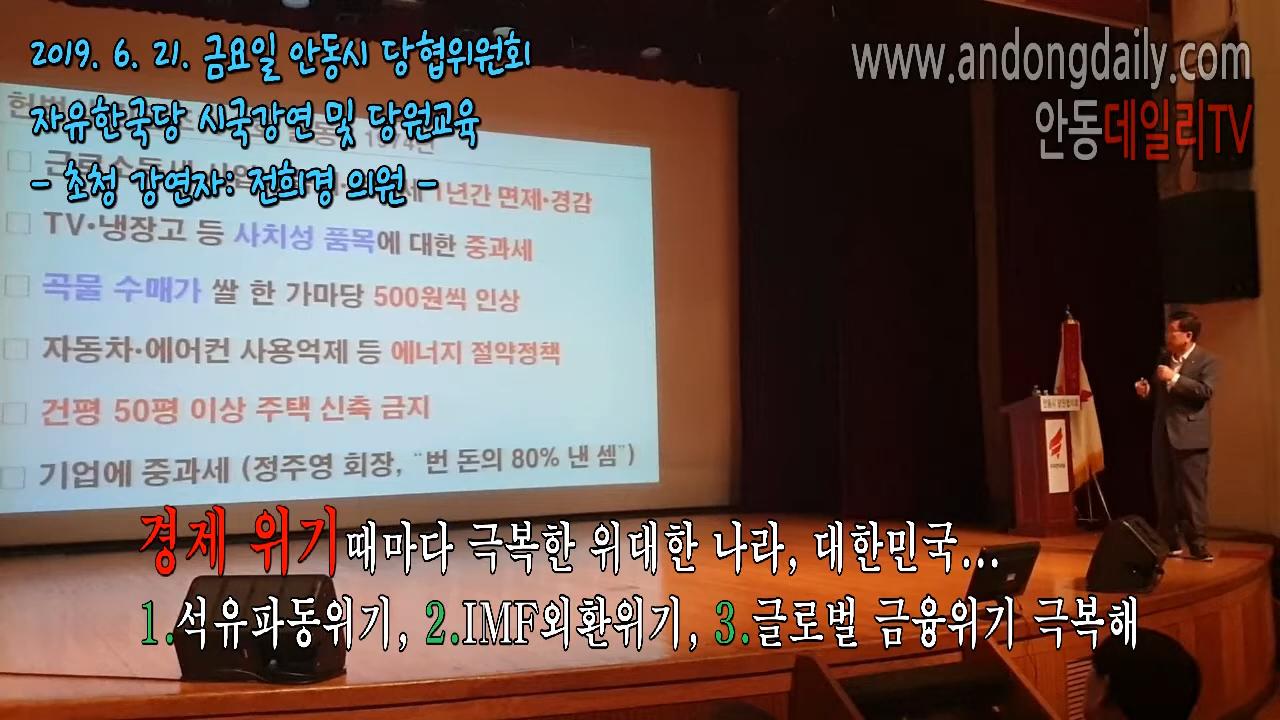 2019. 6. 21. 금요일 안동시 당협위원회
자유한국당 시국강연 및 당원교육
- 초청 강연자: 전희경 의원 -
www.andongdaily.com
안동데일리TV
1년간 면제·경감
TV·냉장고 등 사치성 품목에 대한 중과세
곡물 수매가 쌀 한 가마당 500원씩 인상
자동차·에어컨 사용억제 등 에너지 절약정책
건평 50평 이상 주택 신축 금지
기업에 중과세 (정주영 회장, “번 돈의 80% 낸 셈”)
경제 위기때마다 극복한 위대한 나라, 대한민국...
1.석유파동위기, 2.IMF외환위기, 3.글로벌 금융위기 극복해